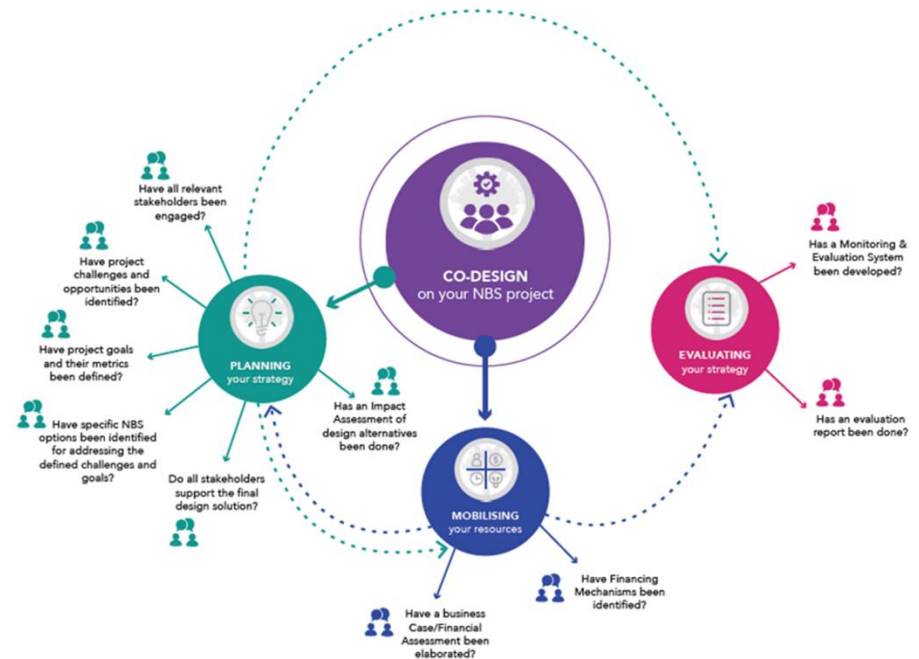 CO-DESIGN
on your NBS project
Have all relevant
stakeholders been
engaged?
Have project
challenges and
opportunities been
identified?
Have project goals
and their metrics
been defined?
Have specific NBS
options been identified
for addressing the
defined challenges and
goals?
Do all stakeholders
support the final
design solution?
Has an Impact
Assessment of
design alternatives
been done?
PLANNING
your strategy
MOBILISING
your resources
Have a business
Case/Financial
Assessment been
elaborated?
Have Financing
Mechanisms been
identified?
EVALUATING
your strategy
Has a Monitoring &
Evaluation System
been developed?
Has an evaluation
report been done?